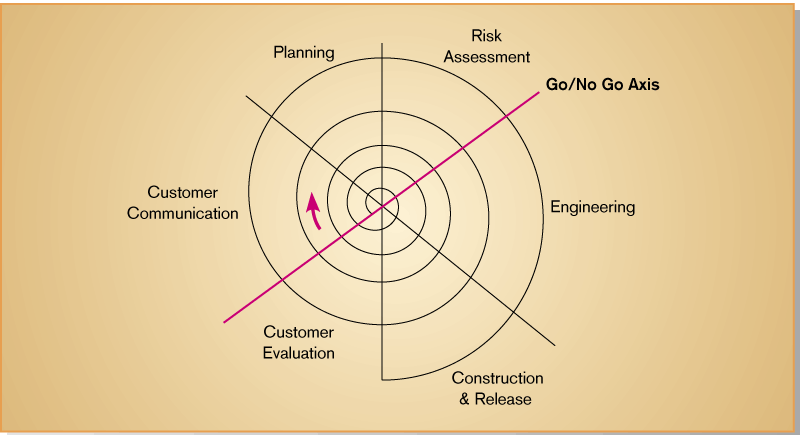 Planning
Risk
Assessment
Go/No Go Axis
Customer
Communication
Engineering
Customer
Evaluation
Construction
& Release